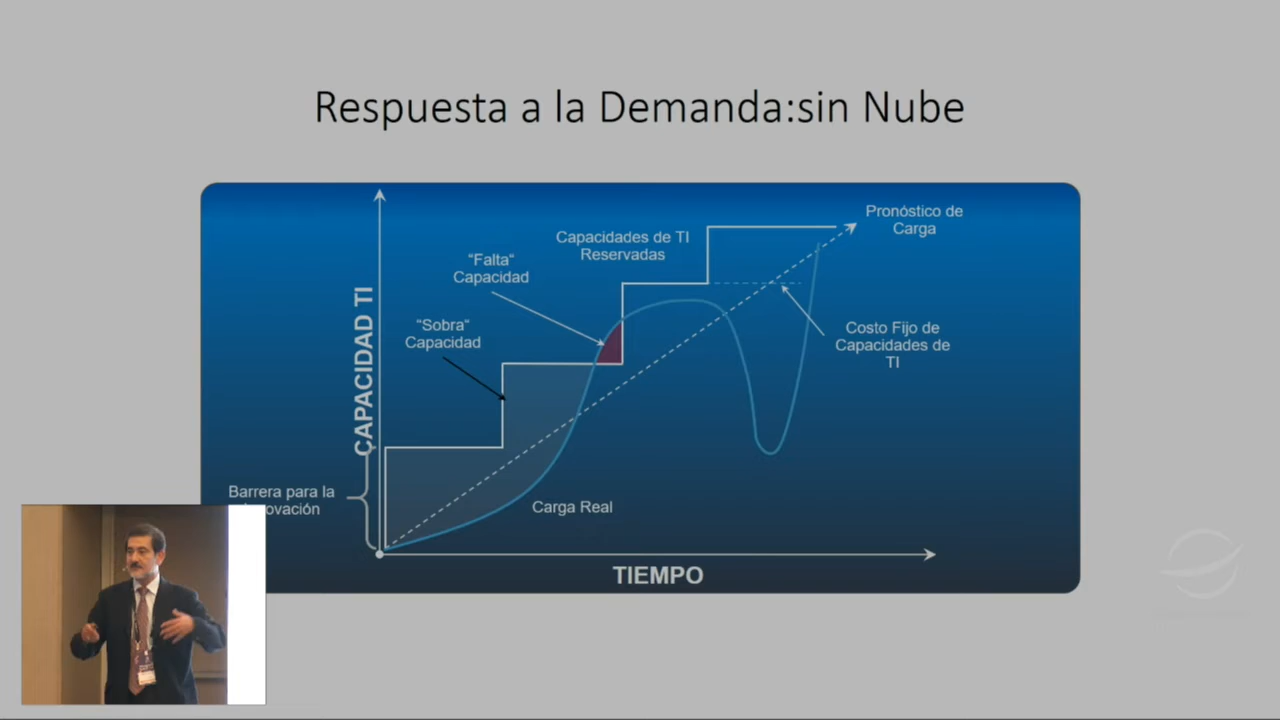 Respuesta a la Demanda:sin Nube
Pronóstico de
Carga
Capacidades de TI
Reservadas
“Falta“
Capacidad
“Sobra“
Capacidad
Costo Fijo de
Capacidades de
TI
CAPACIDAD TI
Barrera para la
ovación
Carga Real
TIEMPO